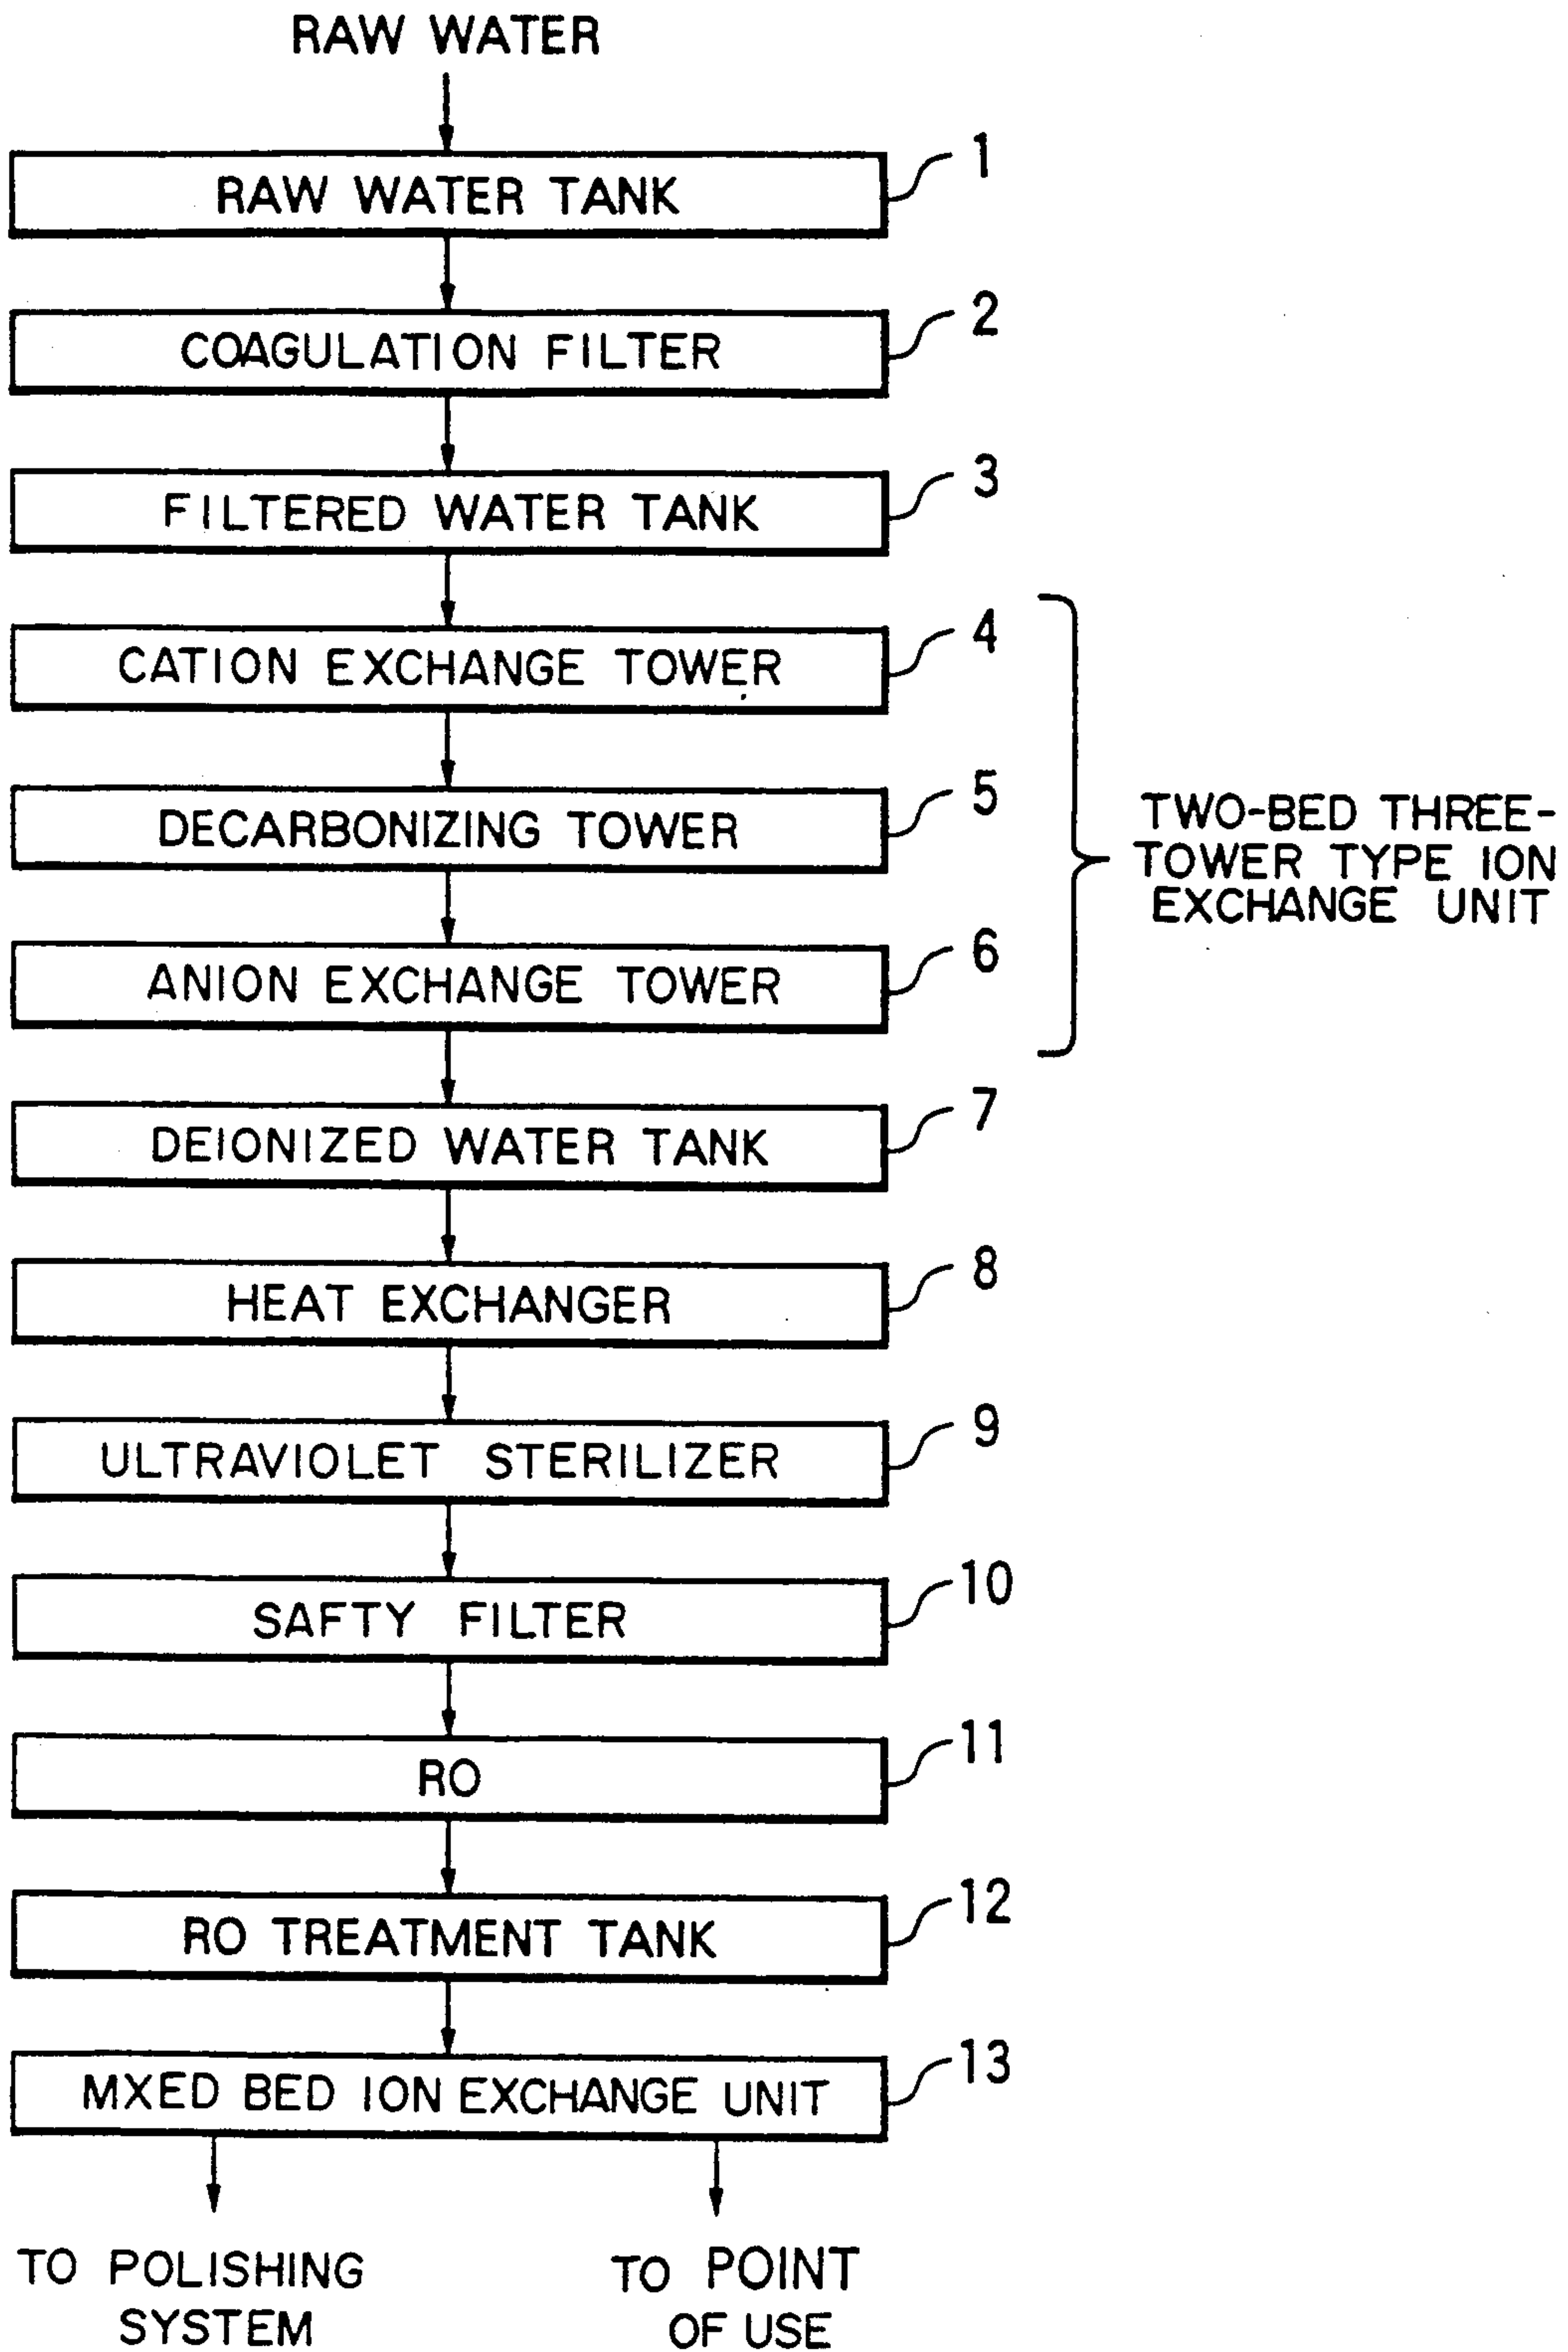 RAW WATER
RAW WATER TANK
1
COAGULATION FILTER
2
FILTERED WATER TANK
3
CATION EXCHANGE TOWER
4
DECARBONIZING TOWER
5
ANION EXCHANGE TOWER
6
TWO-BED THREE-
TOWER TYPE ION
EXCHANGE UNIT
DEIONIZED WATER TANK
7
HEAT EXCHANGER
8
ULTRAVIOLET STERILIZER
9
SAFTY FILTER
10
RO
11
RO TREATMENT TANK
12
MXED BED ION EXCHANGE UNIT
13
TO POLISHING
SYSTEM
TO POINT
OF USE